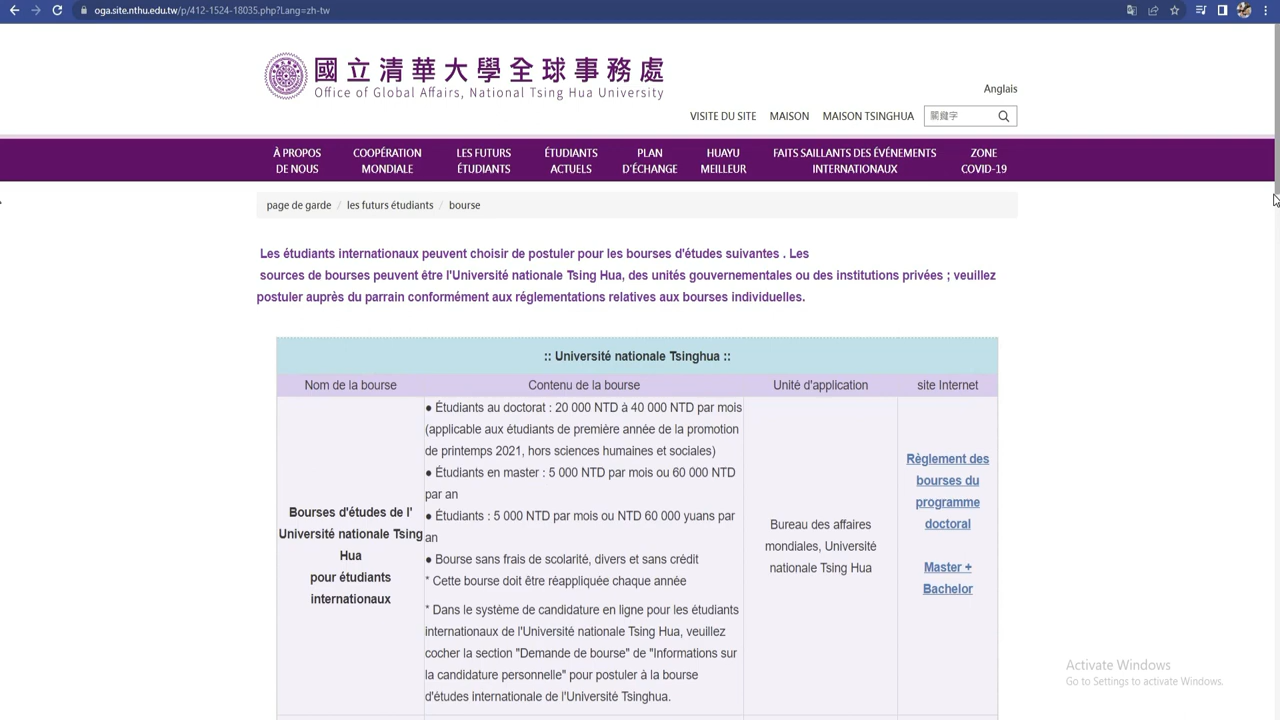 oga.site.nthu.edu.tw/p/412-1524-18035.php?Lang=zh-tw
國立清華大學全球事務處
Office of Global Affairs, National Tsing Hua University
Anglais
VISITE DU SITE MAISON MAISON TSINGHUA 關鍵字
À PROPOS DE NOUS
COOPÉRATION MONDIALE
LES FUTURS ÉTUDIANTS
ÉTUDIANTS ACTUELS
PLAN D'ÉCHANGE
HUAYU MEILLEUR
FAITS SAILLANTS DES ÉVÉNEMENTS INTERNATIONAUX
ZONE COVID-19
page de garde / les futurs étudiants / bourse
Les étudiants internationaux peuvent choisir de postuler pour les bourses d'études suivantes . Les
sources de bourses peuvent être l'Université nationale Tsing Hua, des unités gouvernementales ou des institutions privées ; veuillez
postuler auprès du parrain conformément aux réglementations relatives aux bourses individuelles.
:: Université nationale Tsinghua ::
Nom de la bourse Contenu de la bourse Unité d'application site Internet
Bourses d'études de l'
Université nationale Tsing
Hua
pour étudiants
internationaux
● Étudiants au doctorat : 20 000 NTD à 40 000 NTD par mois
(applicable aux étudiants de première année de la promotion
de printemps 2021, hors sciences humaines et sociales)
● Étudiants en master : 5 000 NTD par mois ou 60 000 NTD
par an
● Étudiants : 5 000 NTD par mois ou NTD 60 000 yuans par
an
● Bourse sans frais de scolarité, divers et sans crédit
* Cette bourse doit être réappliquée chaque année
* Dans le système de candidature en ligne pour les étudiants
internationaux de l'Université nationale Tsing Hua, veuillez
cocher la section "Demande de bourse" de "Informations sur
la candidature personnelle" pour postuler à la bourse
d'études internationale de l'Université Tsinghua.
Bureau des affaires
mondiales, Université
nationale Tsing Hua
Règlement des
bourses du
programme
doctoral
Master +
Bachelor
Activate Windows
Go to Settings to activate Windows.